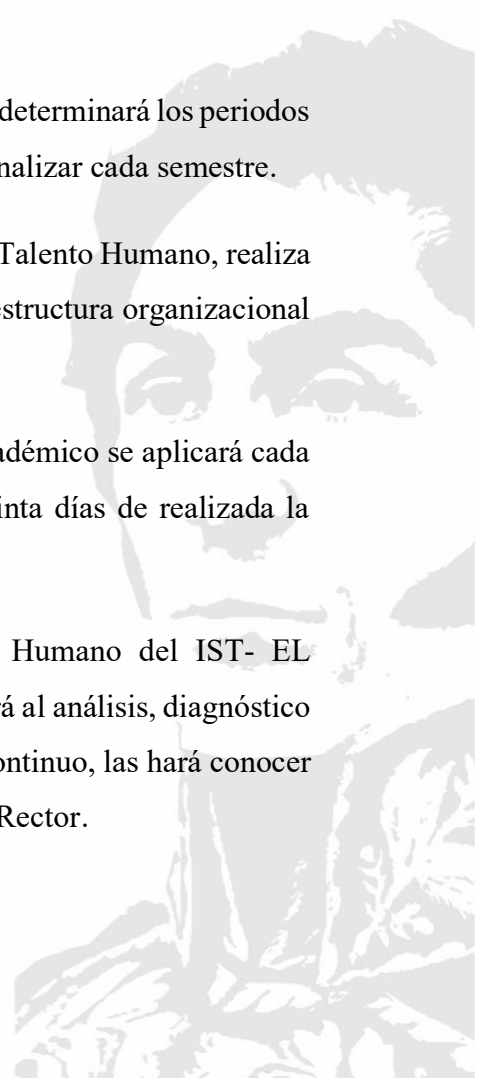 determinará los periodos
nalizar cada semestre.
Talento Humano, realiza
estructura organizacional
adémico se aplicará cada
inta días de realizada la
Humano del IST- EL
rá al análisis, diagnóstico
ontinuo, las hará conocer
Rector.